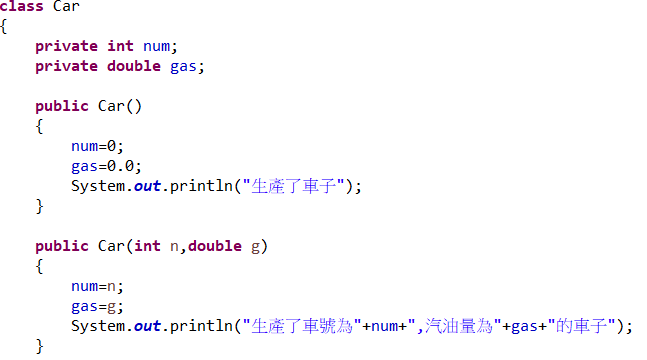 class Car
{
private int num;
private double gas;
public Car()
{
num=0;
gas=0.0;
System.out.println("生產了車子");
}
public Car(int n,double g)
{
num=n;
gas=g;
System.out.println("生產了車號為"+num+",汽油量為"+gas+"的車子");
}